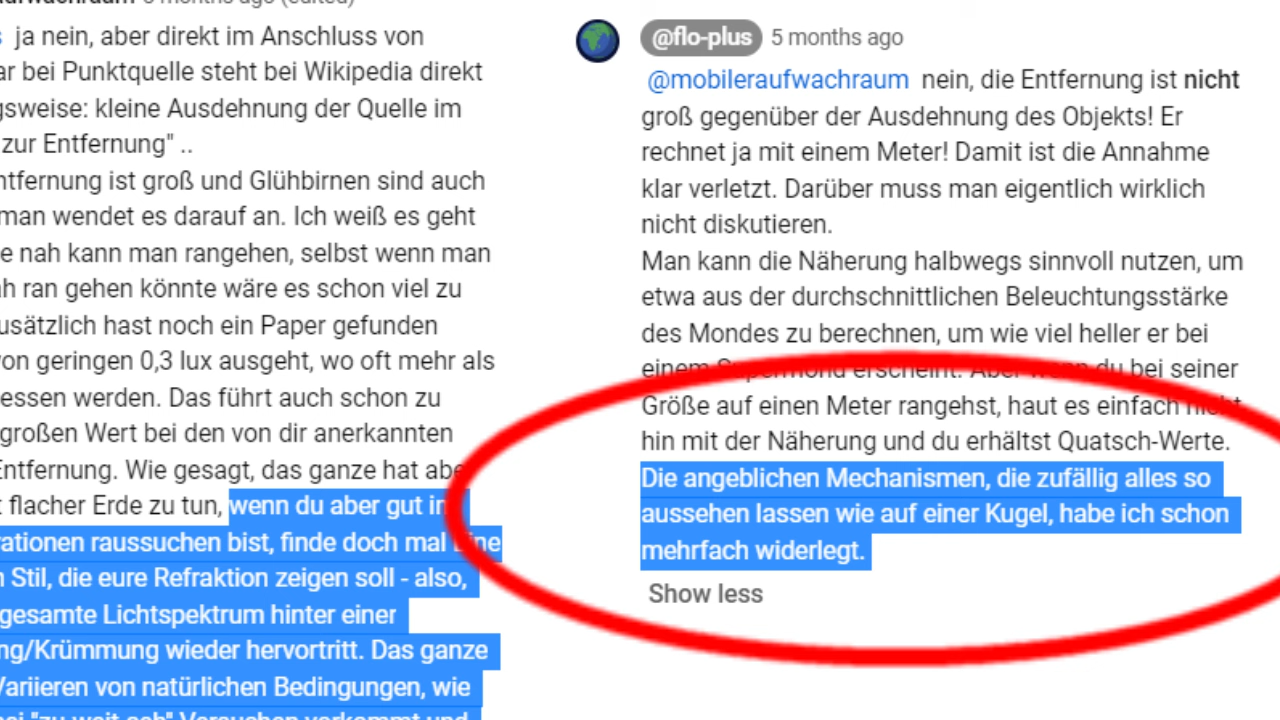 ja nein, aber direkt im Anschluss von
bei Punktquelle steht bei Wikipedia direkt
kleine Ausdehnung der Quelle im
zur Entfernung" ..
ist groß und Glühbirnen sind auch
man wendet es darauf an. Ich weiß es geht
nah kann man rangehen, selbst wenn man
ran gehen könnte wäre es schon viel zu
hast noch ein Paper gefunden
geringen 0,3 lux ausgeht, wo oft mehr als
werden. Das führt auch schon zu
großen Wert bei den von dir anerkannten
Entfernung. Wie gesagt, das ganze hat aber
flacher Erde zu tun, wenn du aber gut in
raussuchen bist, finde doch mal eine
Stil, die eure Refraktion zeigen soll - also,
gesamte Lichtspektrum hinter einer
/Krümmung wieder hervortritt. Das ganze
Variieren von natürlichen Bedingungen, wie
"zu weit seh" Versuchen vorkommt und
@flo-plus 5 months ago
@mobileraufwachraum nein, die Entfernung ist nicht
groß gegenüber der Ausdehnung des Objekts! Er
rechnet ja mit einem Meter! Damit ist die Annahme
klar verletzt. Darüber muss man eigentlich wirklich
nicht diskutieren.
Man kann die Näherung halbwegs sinnvoll nutzen, um
etwa aus der durchschnittlichen Beleuchtungsstärke
des Mondes zu berechnen, um wie viel heller er bei
einem Supermond erscheint. Aber wenn du bei seiner
Größe auf einen Meter rangehst, haut es einfach nicht
hin mit der Näherung und du erhältst Quatsch-Werte.
Die angeblichen Mechanismen, die zufällig alles so
aussehen lassen wie auf einer Kugel, habe ich schon
mehrfach widerlegt.
Show less